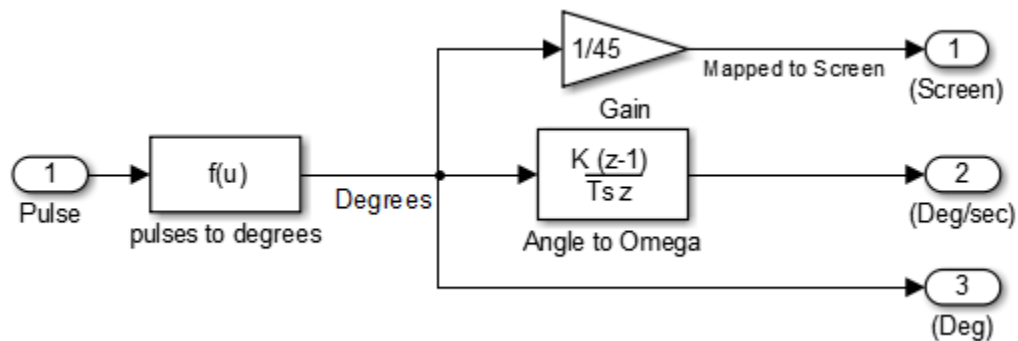 1/45
Gain
Mapped to Screen
1
(Screen)
1
Pulse
f(u)
pulses to degrees
Degrees
K (z-1)
Ts z
Angle to Omega
2
(Deg/sec)
3
(Deg)